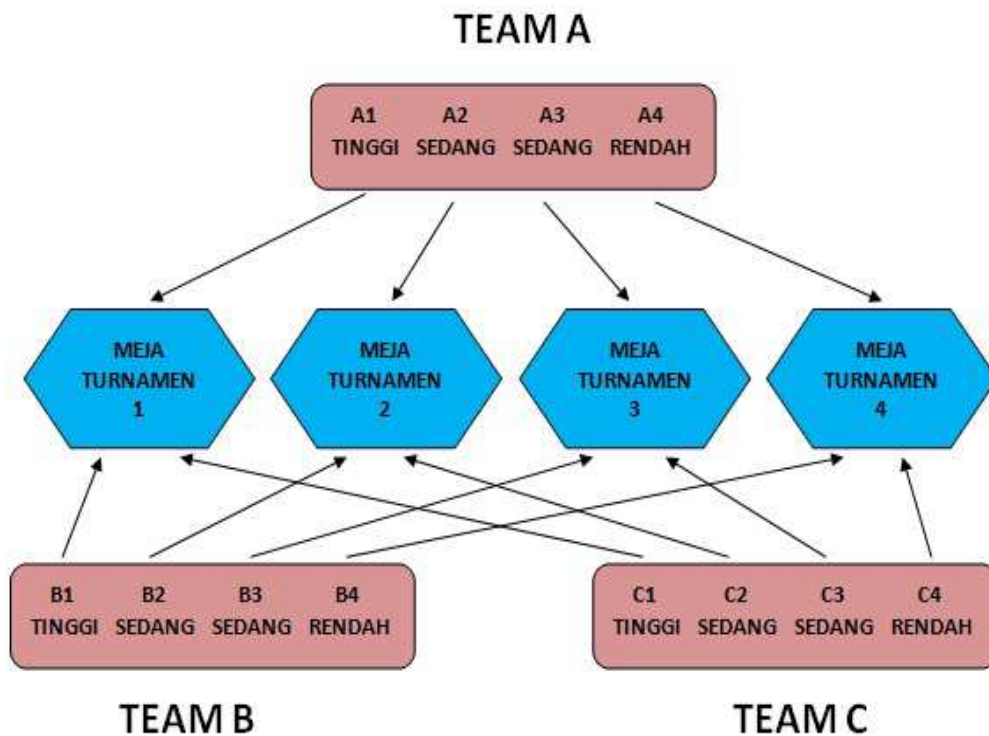 TEAM A
A1 A2 A3 A4
TINGGI SEDANG SEDANG RENDAH
MEJA
TURNAMEN
1
MEJA
TURNAMEN
2
MEJA
TURNAMEN
3
MEJA
TURNAMEN
4
B1 B2 B3 B4
TINGGI SEDANG SEDANG RENDAH
C1 C2 C3 C4
TINGGI SEDANG SEDANG RENDAH
TEAM B
TEAM C